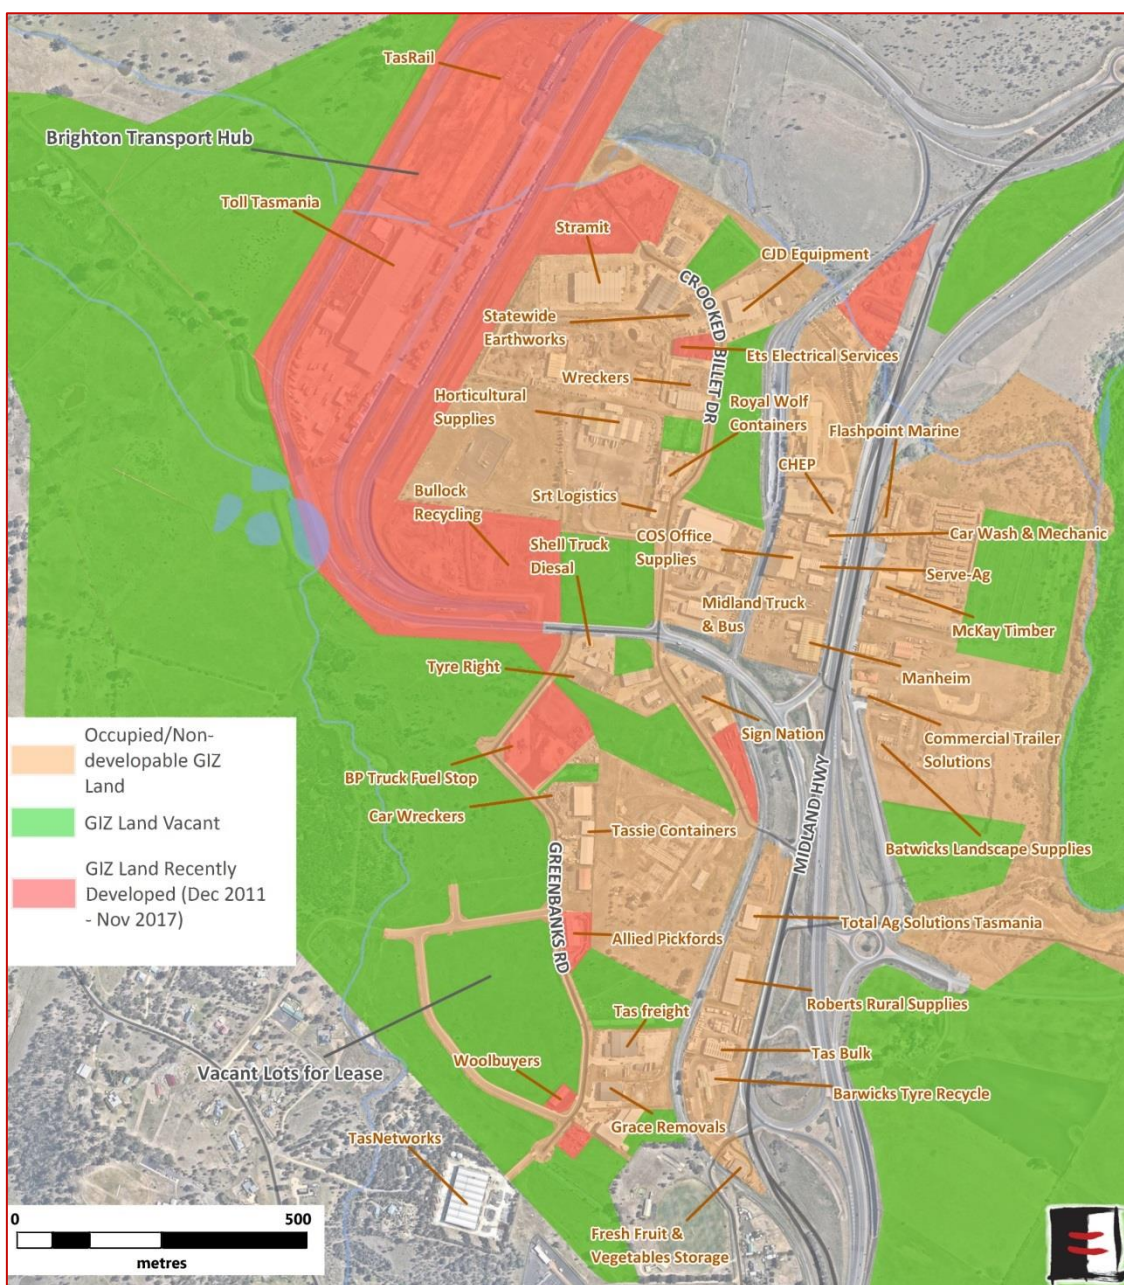 TasRail
Brighton Transport Hub
Toll Tasmania
Stramit
CJD Equipment
CROOKED BILLET DR
Statewide
Earthworks
Ets Electrical Services
Wreckers
Horticultural
Supplies
Royal Wolf
Containers
Flashpoint Marine
CHEP
Bullock
Recycling
Srt Logistics
Shell Truck
Diesal
COS Office
Supplies
Car Wash & Mechanic
Serve-Ag
Midland Truck
& Bus
McKay Timber
Tyre Right
Manheim
Sign Nation
Commercial Trailer
Solutions
BP Truck Fuel Stop
MIDLAND HWY
Car Wreckers
Tassie Containers
Batwicks Landscape Supplies
GREENBANKS RD
Total Ag Solutions Tasmania
Allied Pickfords
Roberts Rural Supplies
Tas freight
Tas Bulk
Woolbuyers
Vacant Lots for Lease
Barwicks Tyre Recycle
Grace Removals
TasNetworks
Fresh Fruit &
Vegetables Storage
Occupied/Non-
developable GIZ
Land
GIZ Land Vacant
GIZ Land Recently
Developed (Dec 2011
- Nov 2017)
0
500
metres